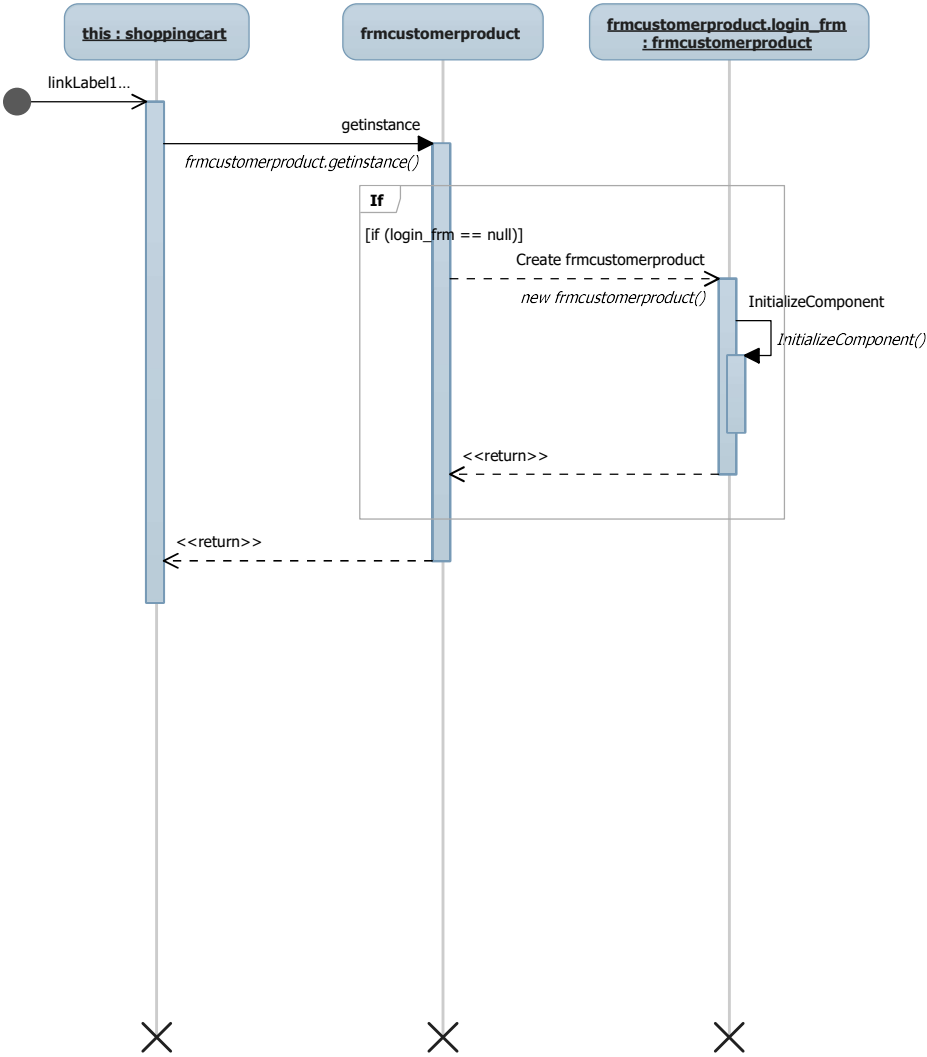 this : shoppingcart
frmcustomerproduct
frmcustomerproduct.login_frm
: frmcustomerproduct
linkLabel1...
getinstance
frmcustomerproduct.getinstance()
If
[if (login_frm == null)]
Create frmcustomerproduct
new frmcustomerproduct()
InitializeComponent
InitializeComponent()
<<return>>
<<return>>